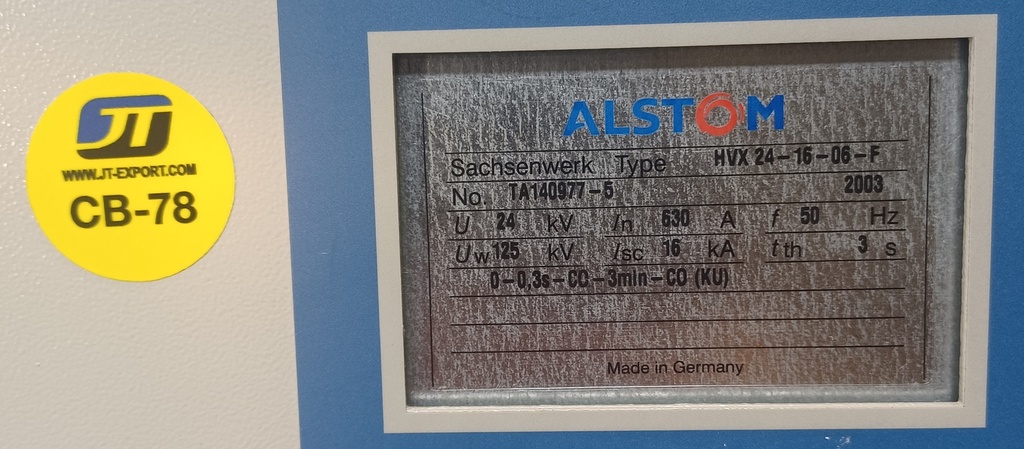 JT
WWW.JT-EXPORT.COM
CB-78
ALSTOM
Sachsenwerk Type HVX 24-16-06-F
No. TA140977-5 2003
U 24 kV In 630 A f 50 Hz
Uw 125 kV Isc 16 kA tth 3 s
0-0,3s-CO-3min-CO (KU)
Made in Germany